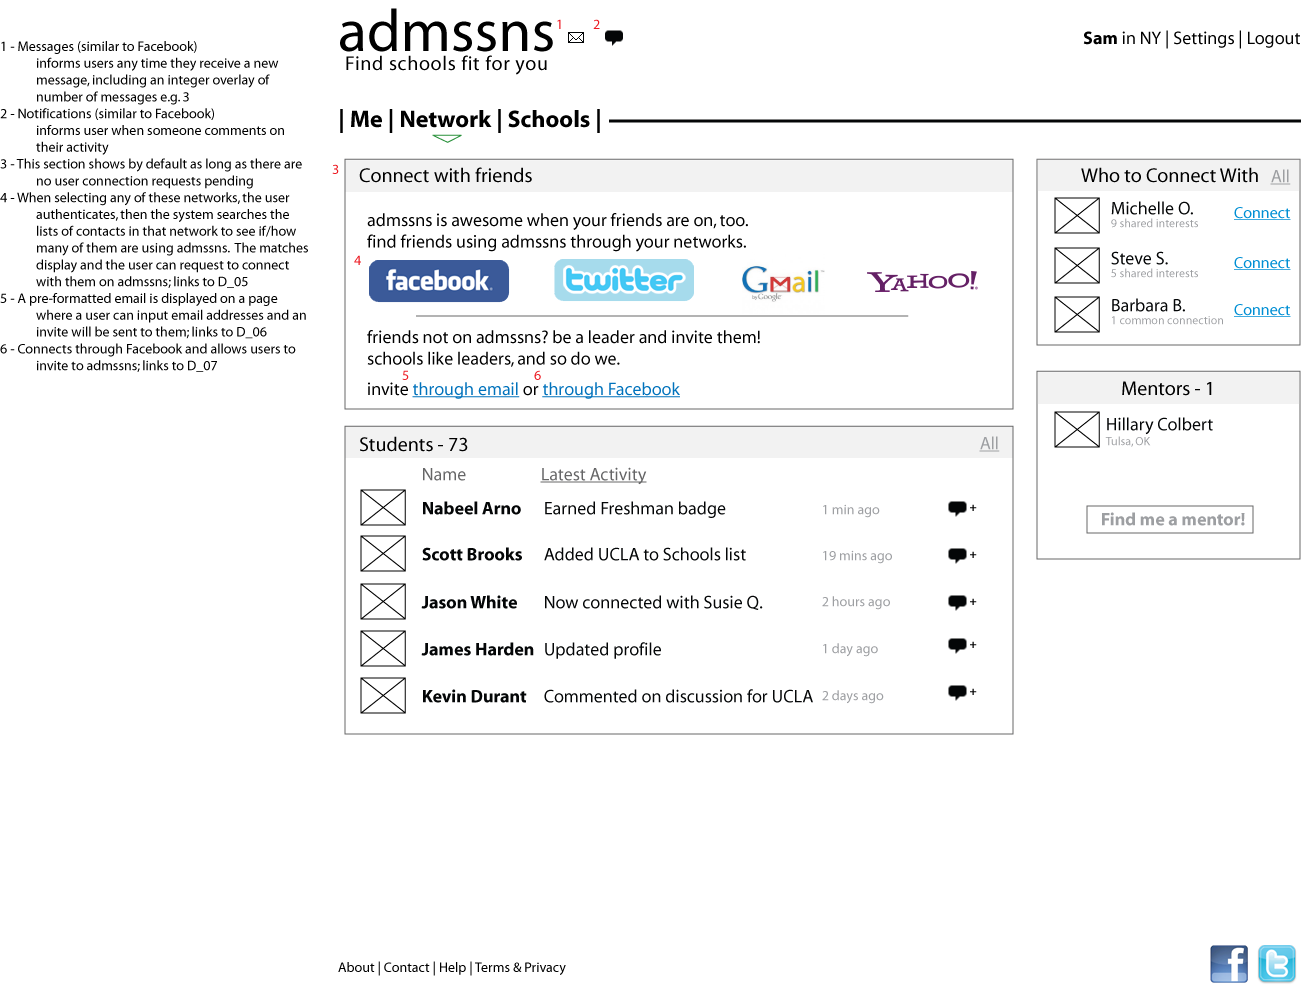 1 - Messages (similar to Facebook)
informs users any time they receive a new
message, including an integer overlay of
number of messages e.g. 3
2 - Notifications (similar to Facebook)
informs user when someone comments on
their activity
3 - This section shows by default as long as there are
no user connection requests pending
4 - When selecting any of these networks, the user
authenticates, then the system searches the
lists of contacts in that network to see if/how
many of them are using admssns. The matches
display and the user can request to connect
with them on admssns; links to D_05
5 - A pre-formatted email is displayed on a page
where a user can input email addresses and an
invite will be sent to them; links to D_06
6 - Connects through Facebook and allows users to
invite to admssns; links to D_07
admssns 1 2
Find schools fit for you
Sam in NY | Settings | Logout
| Me | Network | Schools |
3 Connect with friends
admssns is awesome when your friends are on, too.
find friends using admssns through your networks.
4 facebook. twitter Gmail by Google YAHOO!
friends not on admssns? be a leader and invite them!
schools like leaders, and so do we.
5 6
invite through email or through Facebook
Students - 73 All
Name Latest Activity
Nabeel Arno Earned Freshman badge 1 min ago +
Scott Brooks Added UCLA to Schools list 19 mins ago +
Jason White Now connected with Susie Q. 2 hours ago +
James Harden Updated profile 1 day ago +
Kevin Durant Commented on discussion for UCLA 2 days ago +
Who to Connect With All
Michelle O. Connect
9 shared interests
Steve S. Connect
5 shared interests
Barbara B. Connect
1 common connection
Mentors - 1
Hillary Colbert
Tulsa, OK
Find me a mentor!
About | Contact | Help | Terms & Privacy
f t